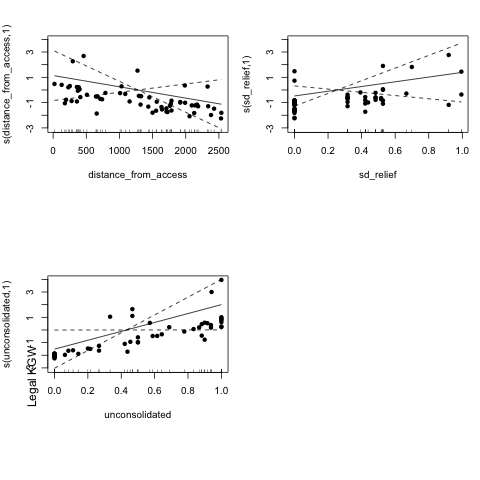 s(distance_from_access,1)
3
1
-1
-3
0 500 1000 1500 2000 2500
distance_from_access
s(sd_relief,1)
3
1
-1
-3
0.0 0.2 0.4 0.6 0.8 1.0
sd_relief
s(unconsolidated,1)
3
1
-1
0.0 0.2 0.4 0.6 0.8 1.0
unconsolidated
Legal KGW